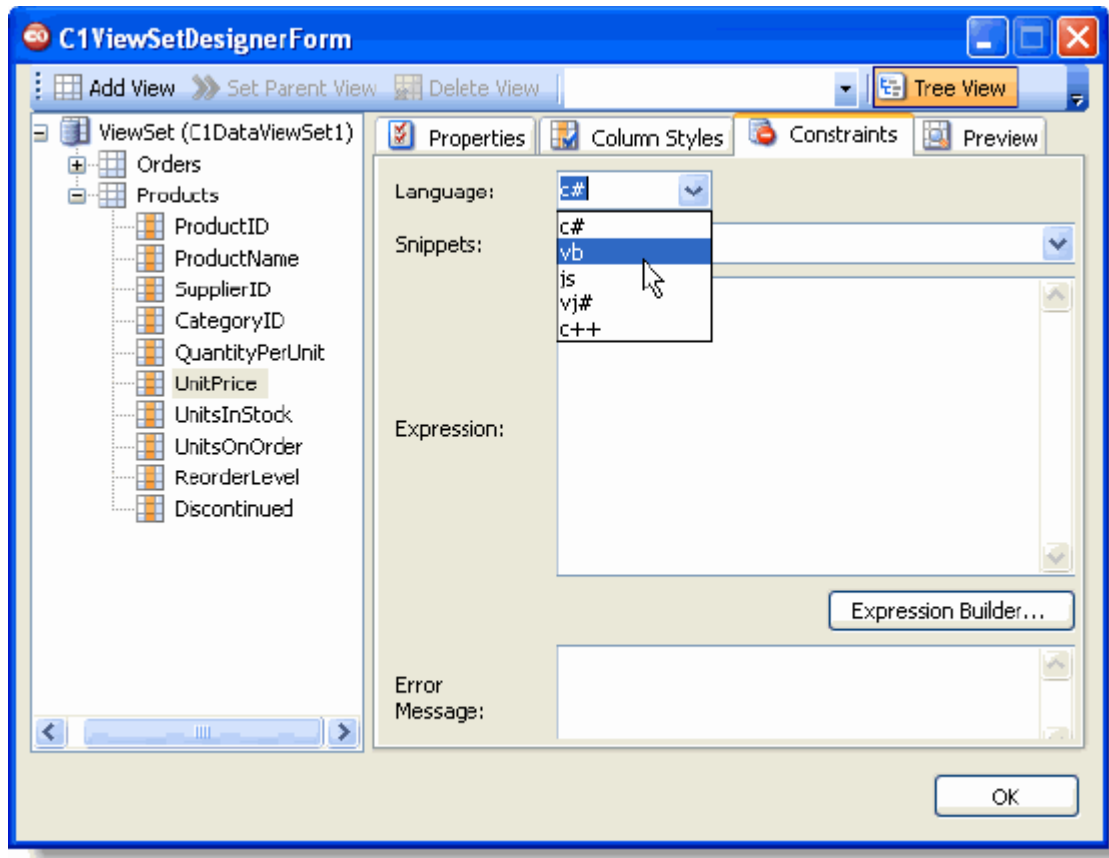 C1ViewSetDesignerForm
Add View Set Parent View Delete View Tree View
ViewSet (C1DataViewSet1)
Orders
Products
ProductID
ProductName
SupplierID
CategoryID
QuantityPerUnit
UnitPrice
UnitsInStock
UnitsOnOrder
ReorderLevel
Discontinued
Properties Column Styles Constraints Preview
Language: c#
Snippets:
c#
vb
js
vj#
c++
Expression:
Expression Builder...
Error
Message:
OK